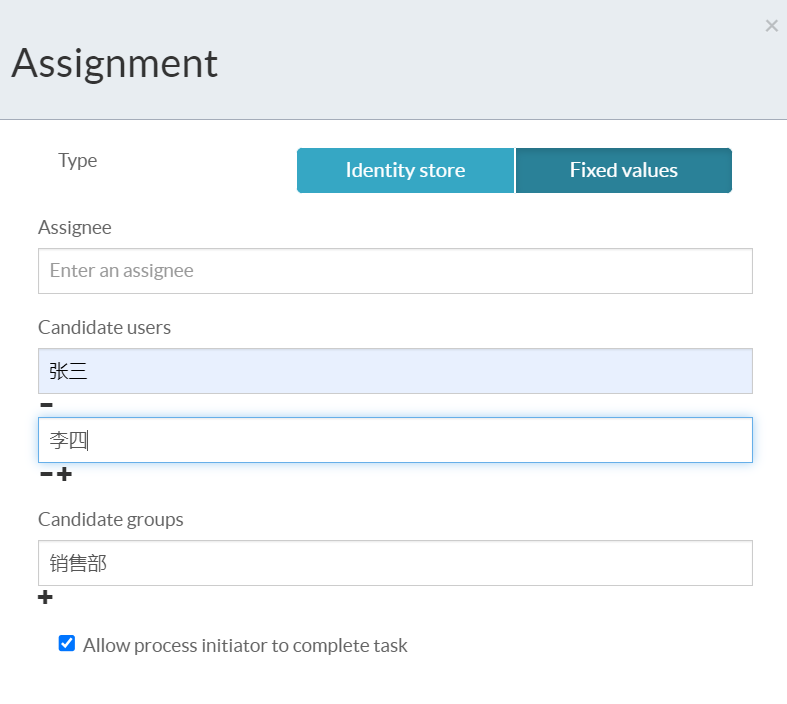 ×
Assignment
Type
Identity store
Fixed values
Assignee
Enter an assignee
Candidate users
张三
李四
Candidate groups
销售部
Allow process initiator to complete task